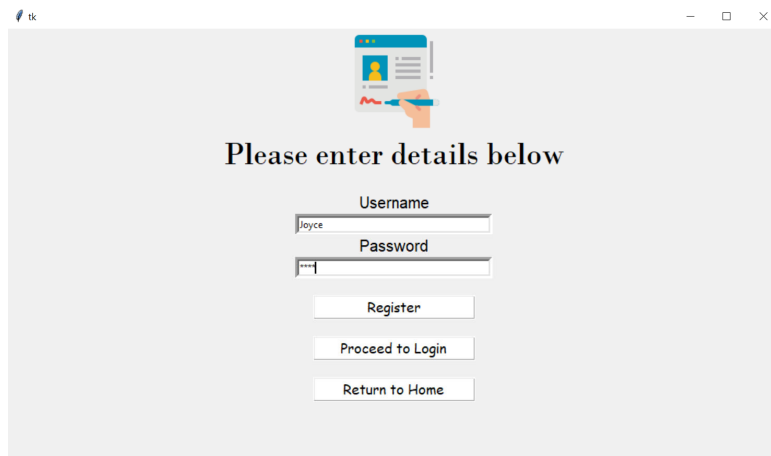 tk
Please enter details below
Username
Joyce
Password
****
Register
Proceed to Login
Return to Home